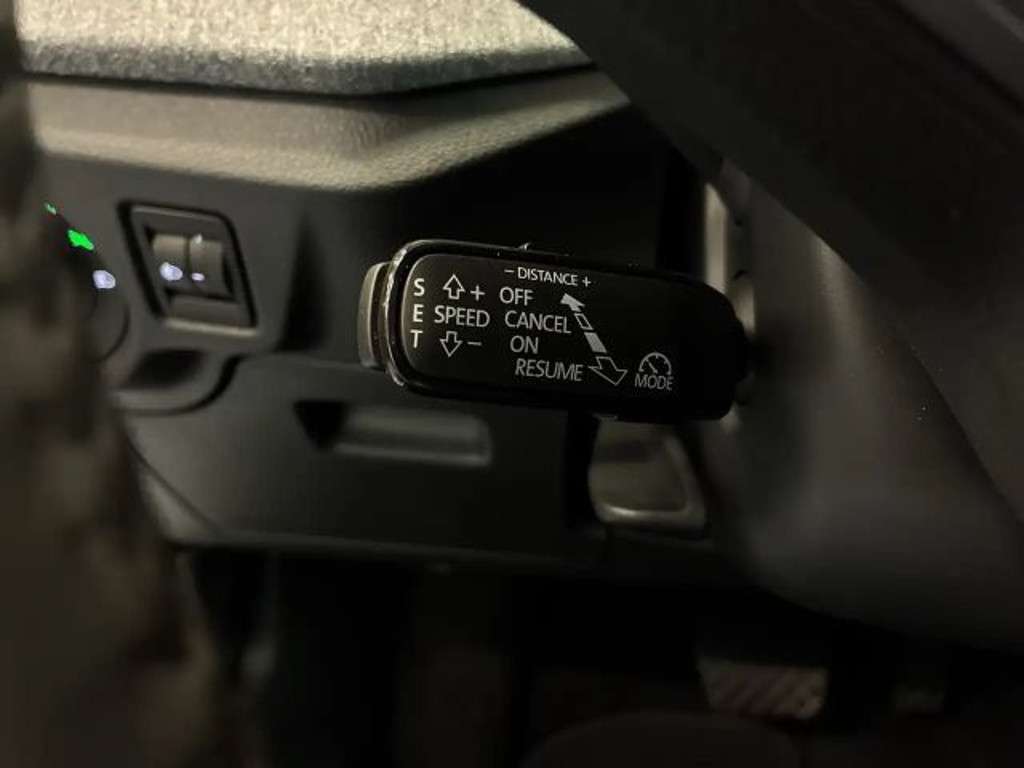 - DISTANCE +
S
E
T
+ OFF
SPEED CANCEL
- ON
RESUME
MODE